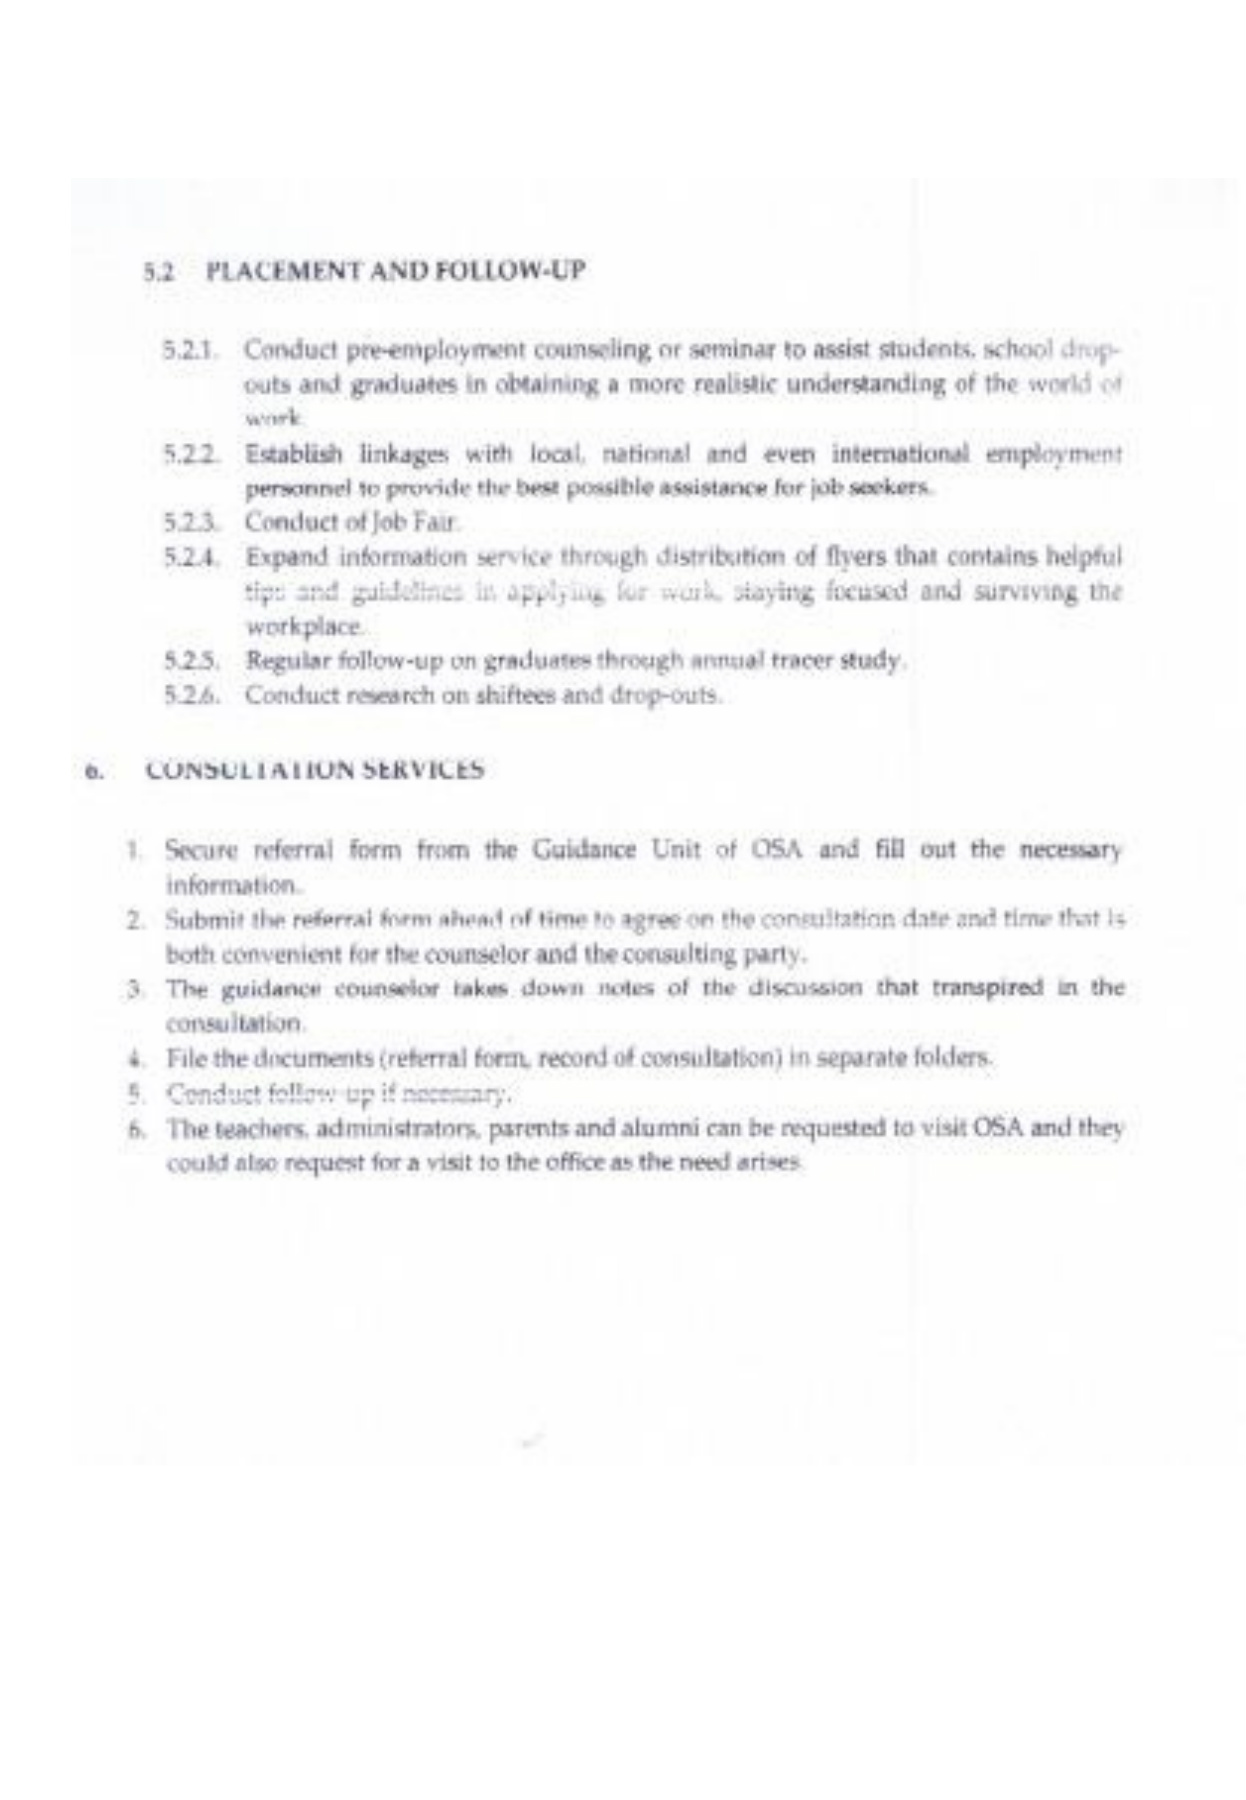 5.2 PLACEMENT AND FOLLOW-UP
5.2.1. Conduct pre-employment counseling or seminar to assist students, school drop-
outs and graduates in obtaining a more realistic understanding of the world of
work.
5.2.2. Establish linkages with local, national and even international employment
personnel to provide the best possible assistance for job seekers.
5.2.3. Conduct of Job Fair.
5.2.4. Expand information service through distribution of flyers that contains helpful
tips and guidelines in applying for work, staying focused and surviving the
workplace.
5.2.5. Regular follow-up on graduates through annual tracer study.
5.2.6. Conduct research on shiftees and drop-outs.
6. CONSULTATION SERVICES
1. Secure referral form from the Guidance Unit of OSA and fill out the necessary
information.
2. Submit the referral form ahead of time to agree on the consultation date and time that is
both convenient for the counselor and the consulting party.
3. The guidance counselor takes down notes of the discussion that transpired in the
consultation.
4. File the documents (referral form, record of consultation) in separate folders.
5. Conduct follow-up if necessary.
6. The teachers, administrators, parents and alumni can be requested to visit OSA and they
could also request for a visit to the office as the need arises.